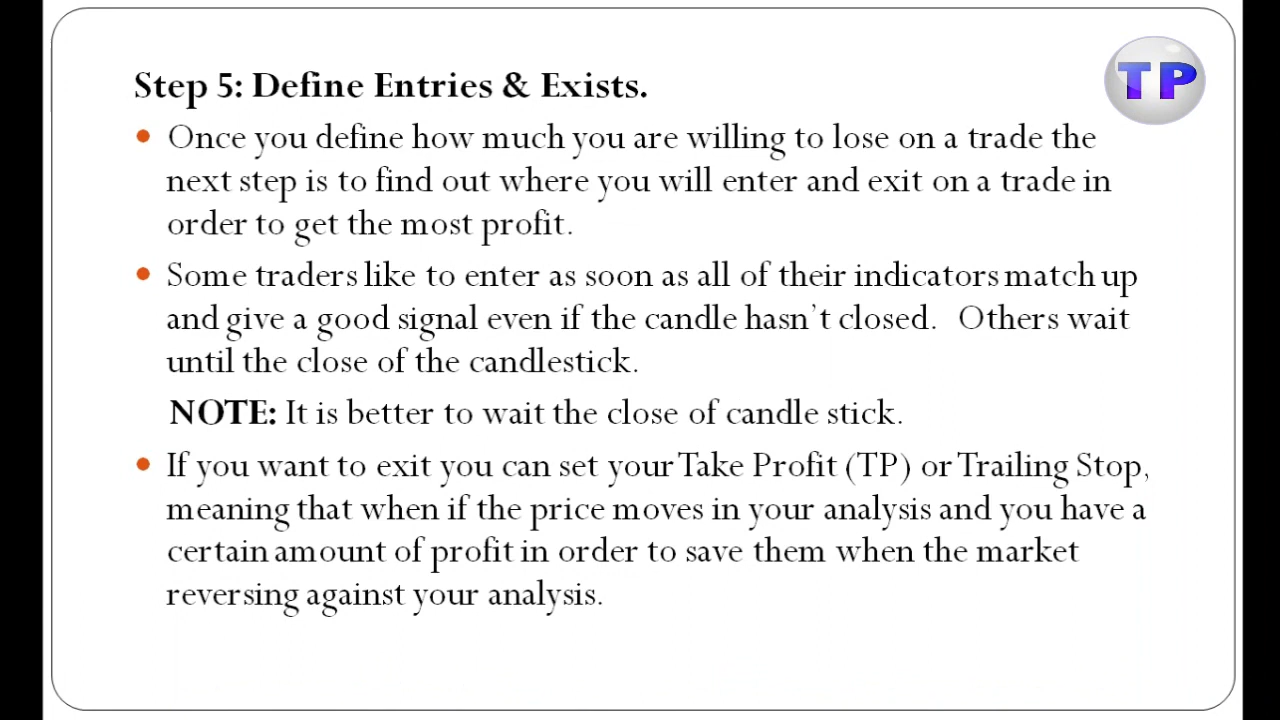 TP
Step 5: Define Entries & Exists.
Once you define how much you are willing to lose on a trade the
next step is to find out where you will enter and exit on a trade in
order to get the most profit.
Some traders like to enter as soon as all of their indicators match up
and give a good signal even if the candle hasn't closed. Others wait
until the close of the candlestick.
NOTE: It is better to wait the close of candle stick.
If you want to exit you can set your Take Profit (TP) or Trailing Stop,
meaning that when if the price moves in your analysis and you have a
certain amount of profit in order to save them when the market
reversing against your analysis.